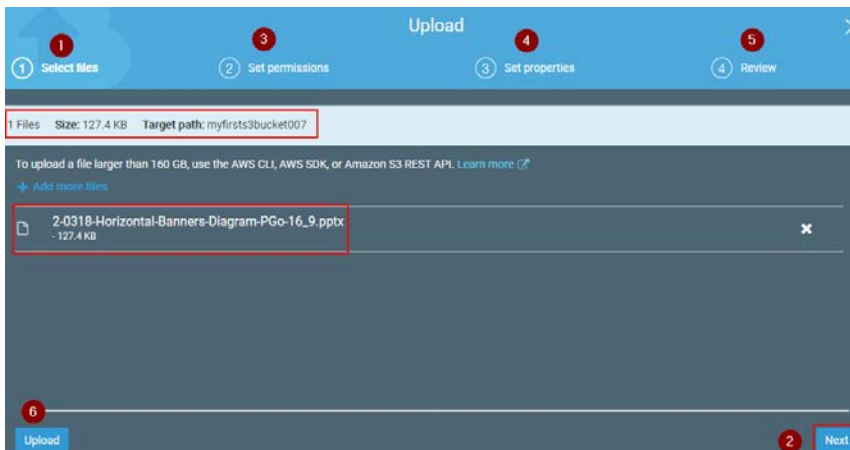 Upload
1 3 4 5
1 Select files 2 Set permissions 3 Set properties 4 Review
1 Files Size: 127.4 KB Target path: myfirsts3bucket007
To upload a file larger than 160 GB, use the AWS CLI, AWS SDK, or Amazon S3 REST API. Learn more
+ Add more files
2-0318-Horizontal-Banners-Diagram-PGo-16_9.pptx
- 127.4 KB
6
Upload 2 Next